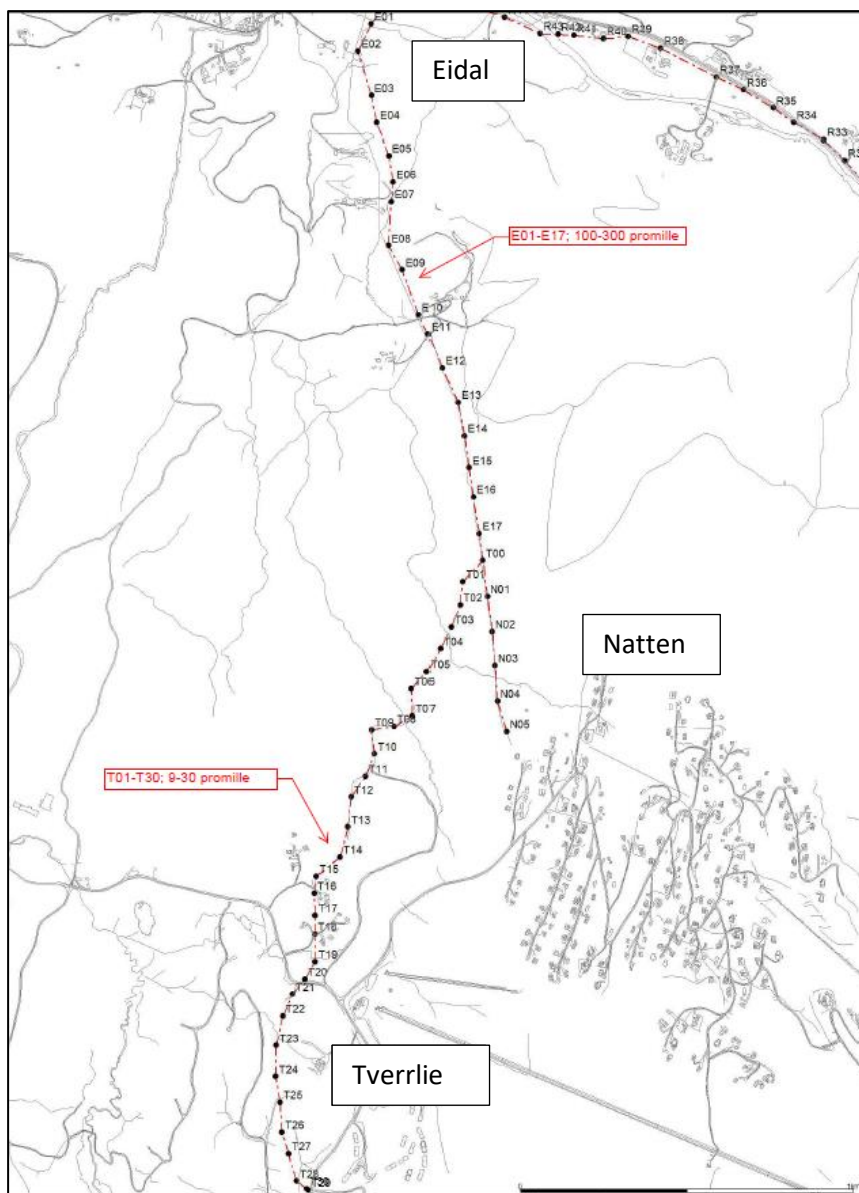 E01
R43
R42
R41
R40
R39
E02
Eidal
R38
R37
E03
R36
R35
E04
R34
R33
E05
E06
E07
E01-E17; 100-300 promille
E08
E09
E10
E11
E12
E13
E14
E15
E16
E17
T00
T01
N01
T02
T03
N02
Natten
T04
N03
T05
T06
N04
T07
T08
T09
N05
T10
T01-T30; 9-30 promille
T11
T12
T13
T14
T15
T16
T17
T18
T19
T20
T21
T22
T23
Tverrlie
T24
T25
T26
T27
T28